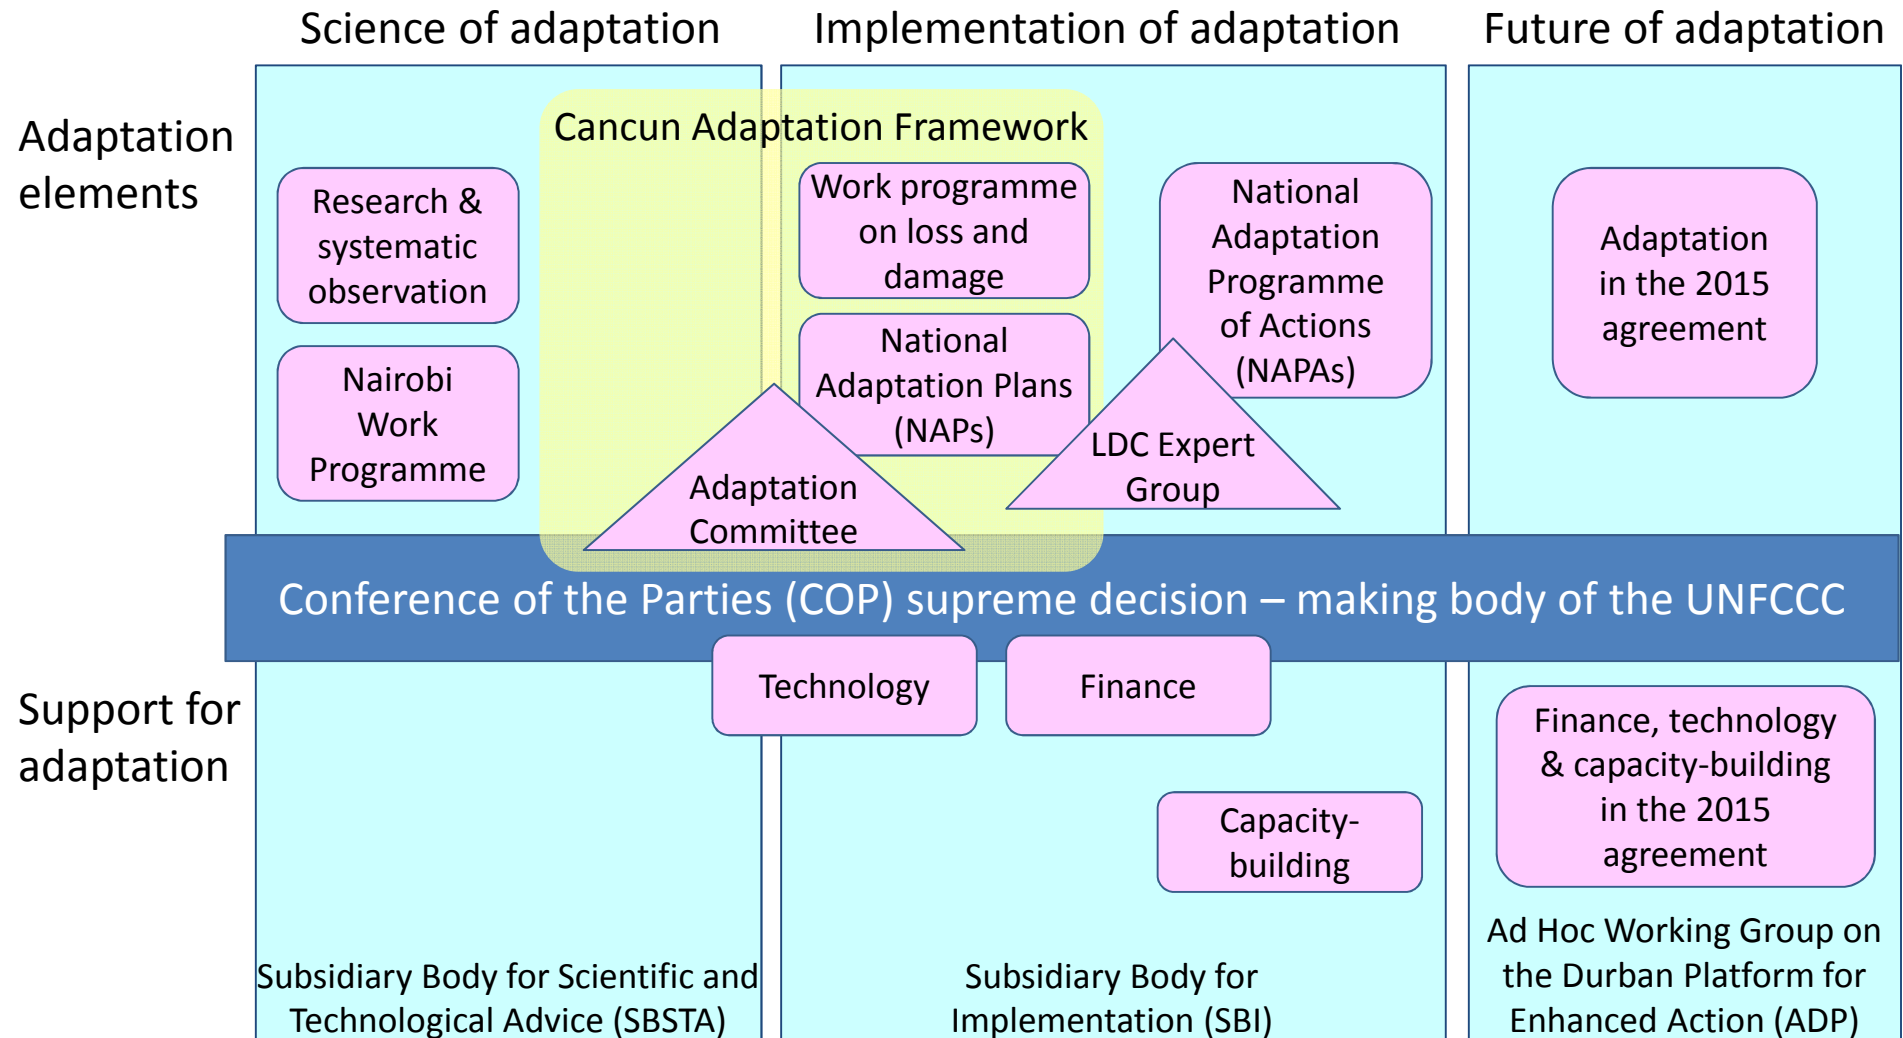 Science of adaptation
Implementation of adaptation
Future of adaptation
Adaptation
elements
Cancun Adaptation Framework
Research &
systematic
observation
Nairobi
Work
Programme
Work programme
on loss and
damage
National
Adaptation Plans
(NAPs)
National
Adaptation
Programme
of Actions
(NAPAs)
Adaptation
Committee
LDC Expert
Group
Adaptation
in the 2015
agreement
Conference of the Parties (COP) supreme decision – making body of the UNFCCC
Support for
adaptation
Technology
Finance
Capacity-
building
Finance, technology
& capacity-building
in the 2015
agreement
Subsidiary Body for Scientific and
Technological Advice (SBSTA)
Subsidiary Body for
Implementation (SBI)
Ad Hoc Working Group on
the Durban Platform for
Enhanced Action (ADP)